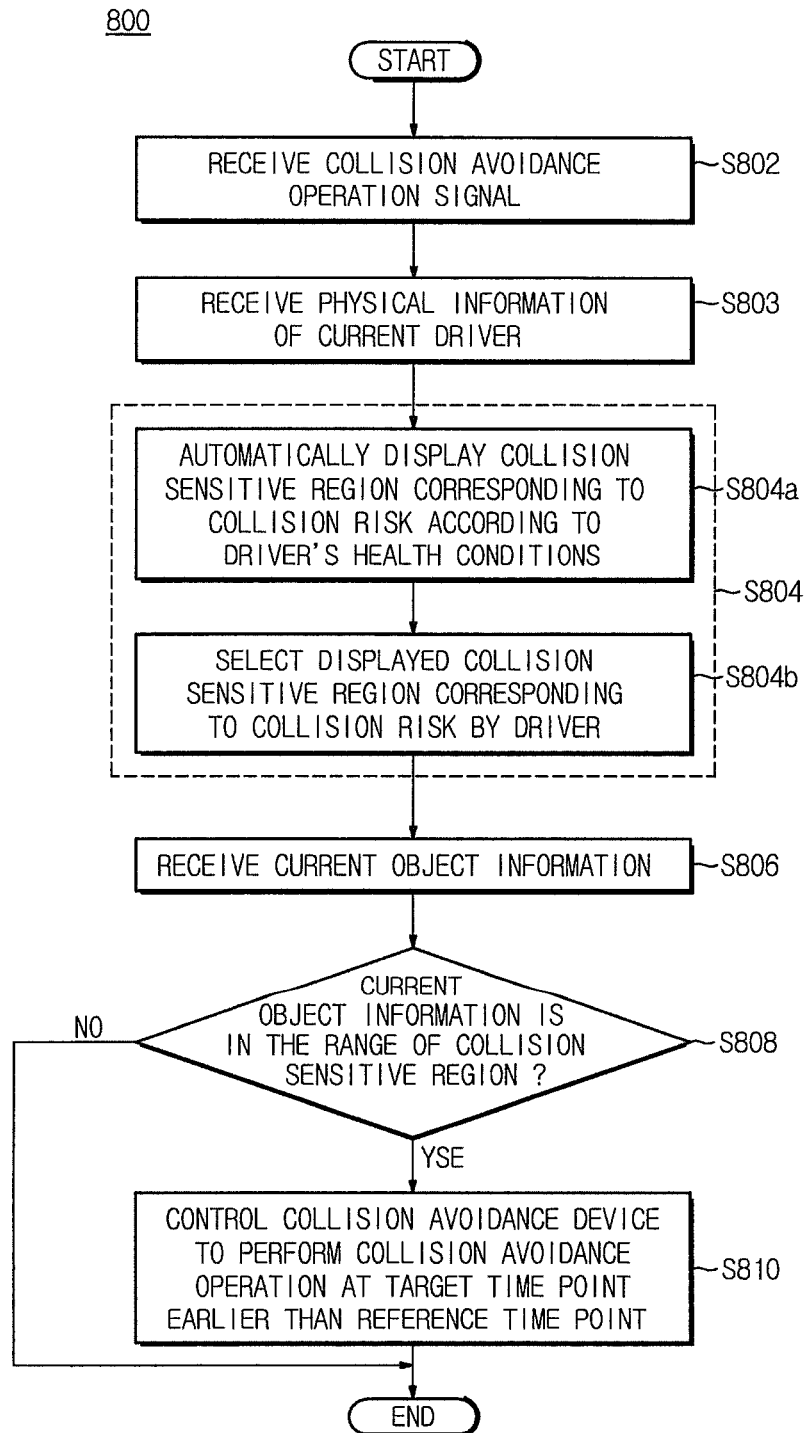 800
START
RECEIVE COLLISION AVOIDANCE
OPERATION SIGNAL
S802
RECEIVE PHYSICAL INFORMATION
OF CURRENT DRIVER
S803
AUTOMATICALLY DISPLAY COLLISION
SENSITIVE REGION CORRESPONDING TO
COLLISION RISK ACCORDING TO
DRIVER'S HEALTH CONDITIONS
S804a
S804
SELECT DISPLAYED COLLISION
SENSITIVE REGION CORRESPONDING
TO COLLISION RISK BY DRIVER
S804b
RECEIVE CURRENT OBJECT INFORMATION
S806
CURRENT
OBJECT INFORMATION IS
IN THE RANGE OF COLLISION
SENSITIVE REGION ?
S808
NO
YSE
CONTROL COLLISION AVOIDANCE DEVICE
TO PERFORM COLLISION AVOIDANCE
OPERATION AT TARGET TIME POINT
EARLIER THAN REFERENCE TIME POINT
S810
END